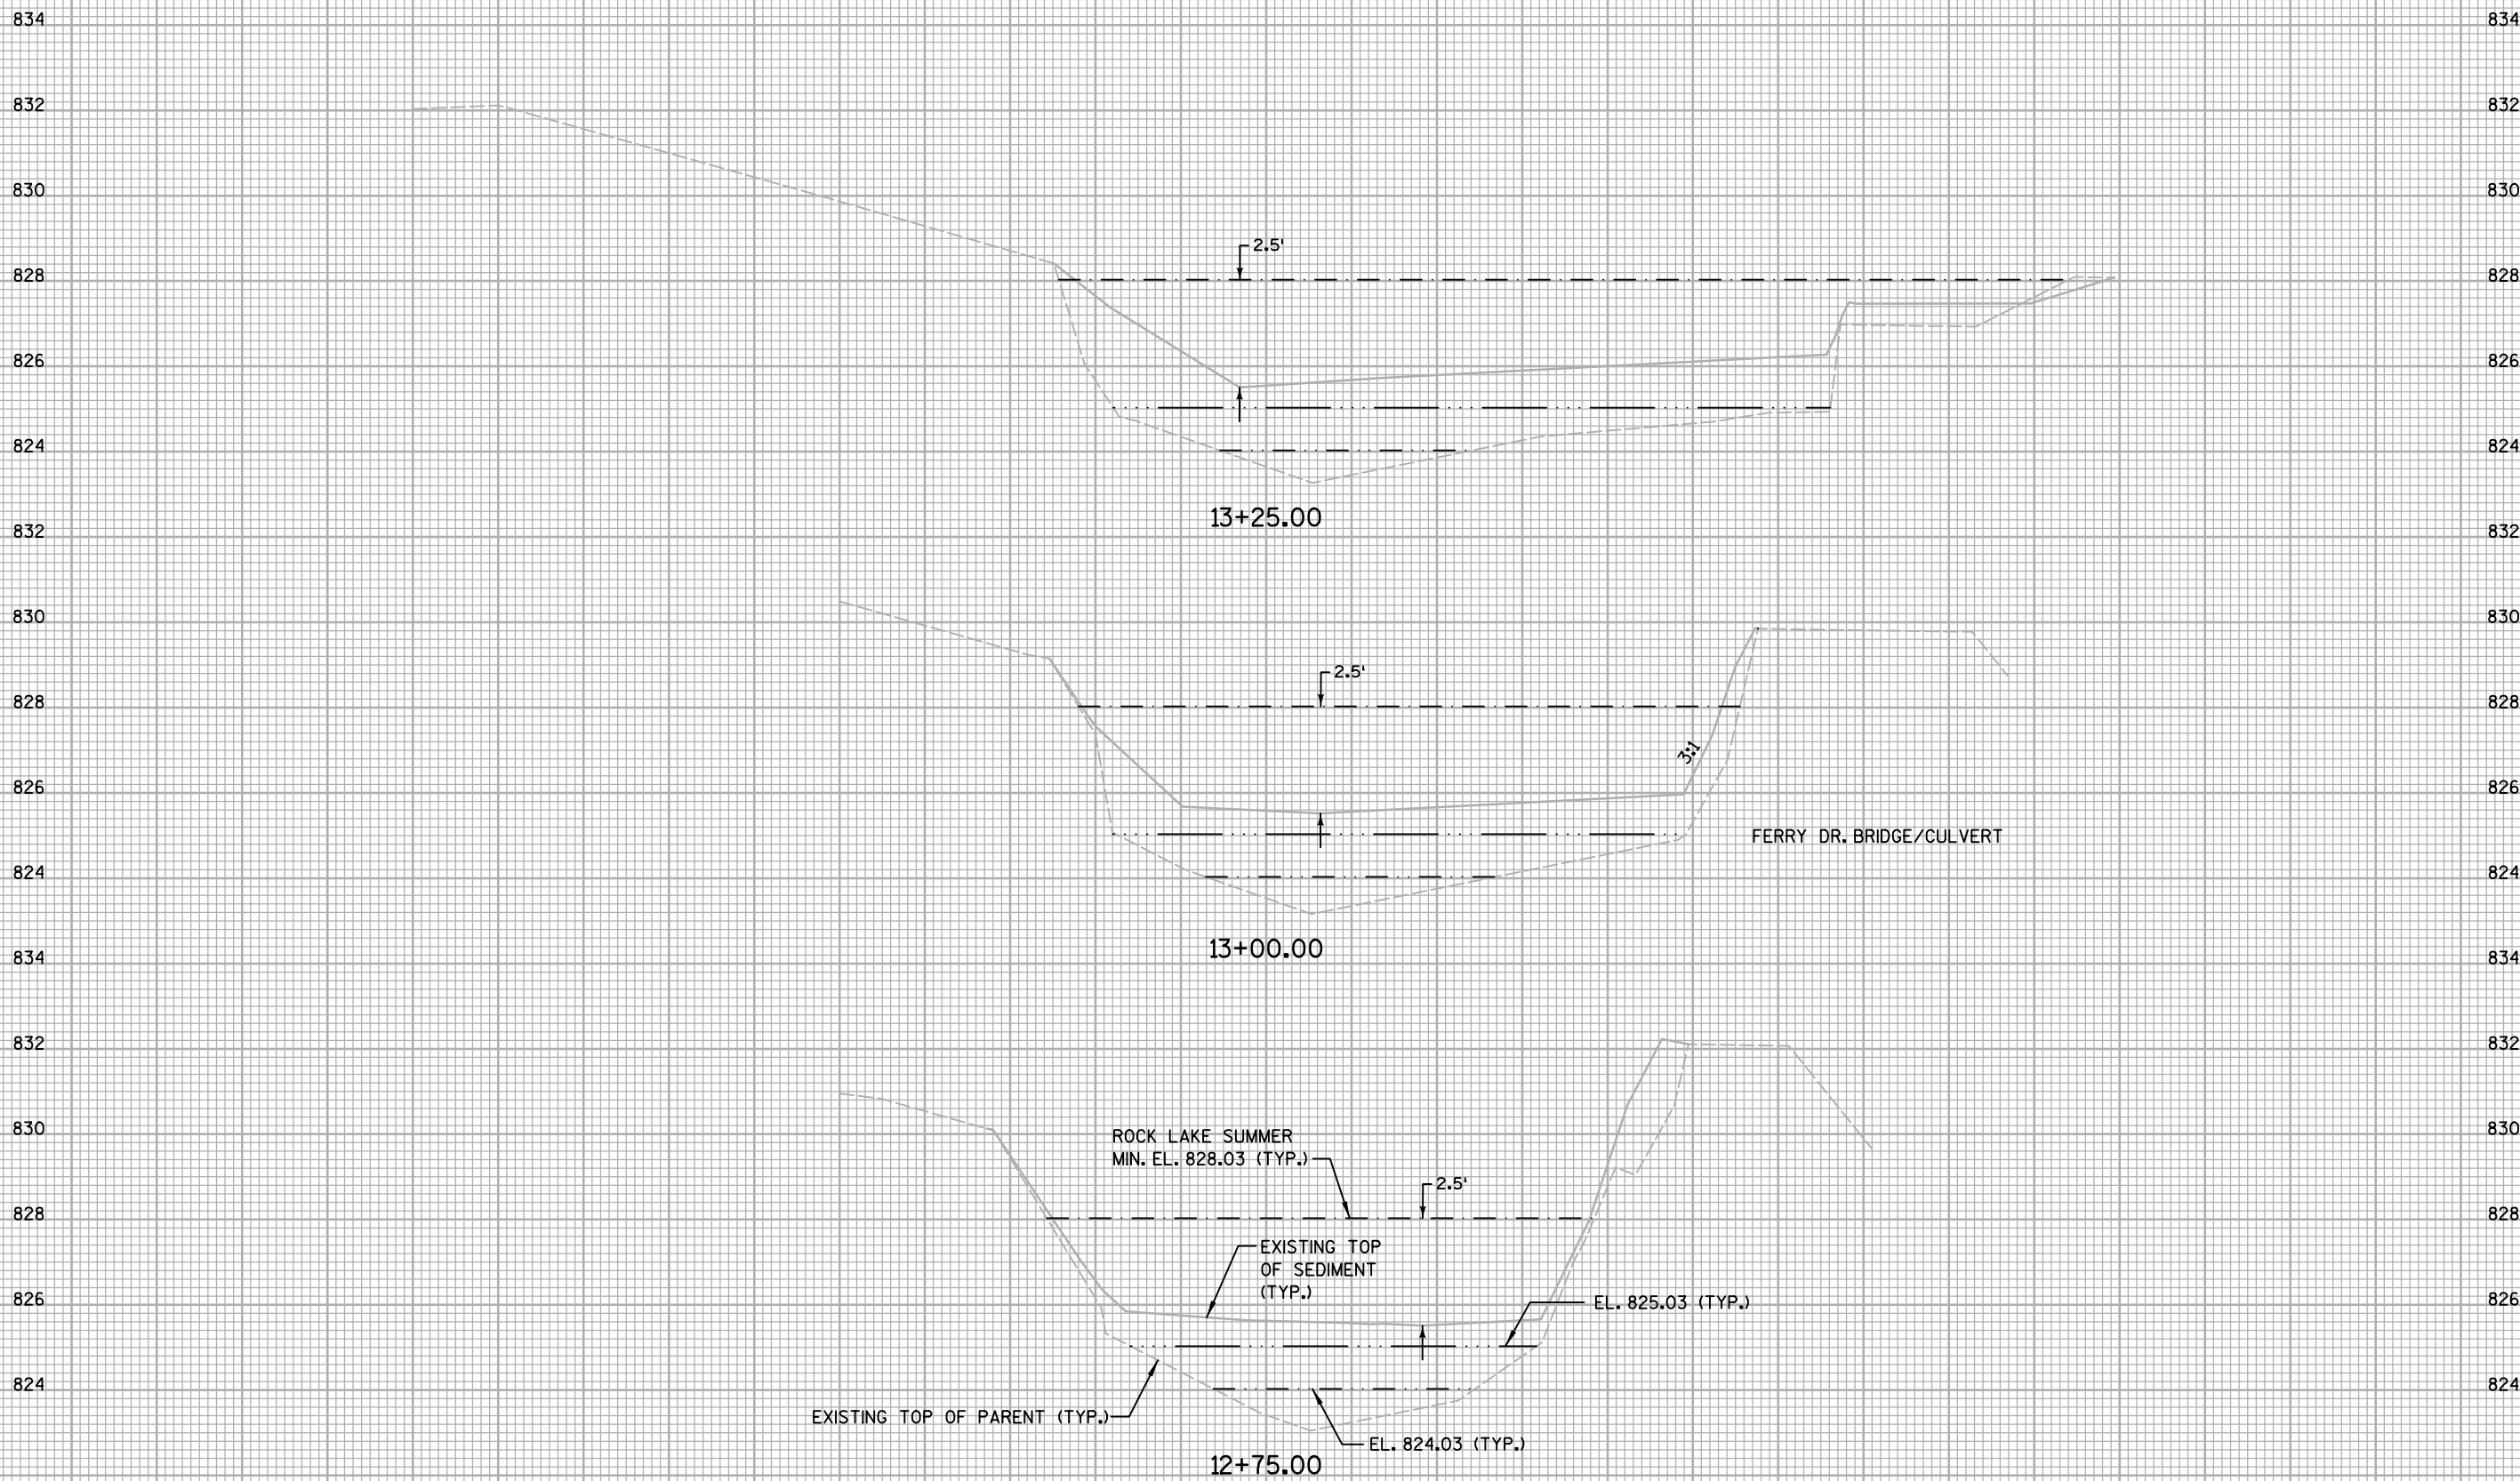 834 834
832 832
830 830
2.5'
828 828
826 826
824 824
13+25.00
832 832
830 830
2.5'
828 828
3:1
826 826
FERRY DR. BRIDGE/CULVERT
824 824
13+00.00
834 834
832 832
830 830
ROCK LAKE SUMMER
MIN. EL. 828.03 (TYP.)
2.5'
828 828
EXISTING TOP
OF SEDIMENT
(TYP.)
826 826
EL. 825.03 (TYP.)
824 824
EXISTING TOP OF PARENT (TYP.)
EL. 824.03 (TYP.)
12+75.00